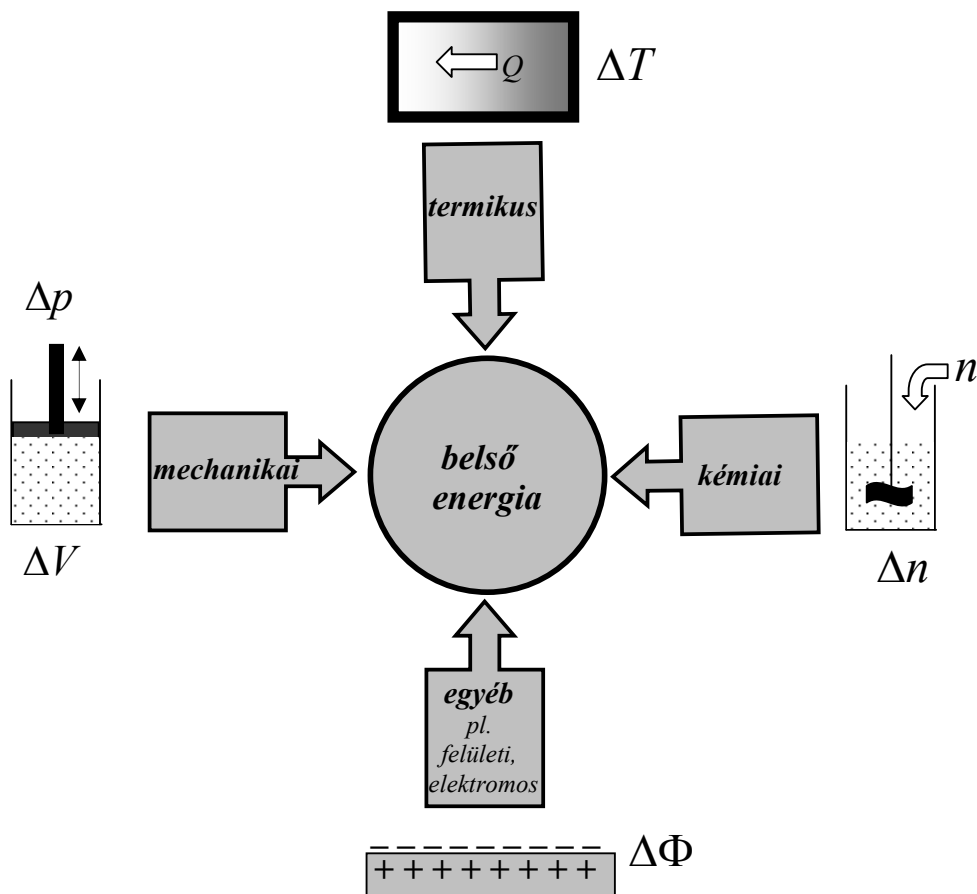 Q
ΔT
termikus
Δp
n
mechanikai
belső
energia
kémiai
ΔV
Δn
egyéb
pl.
felületi,
elektromos
– – – – – – – –
+ + + + + + + +
ΔΦ